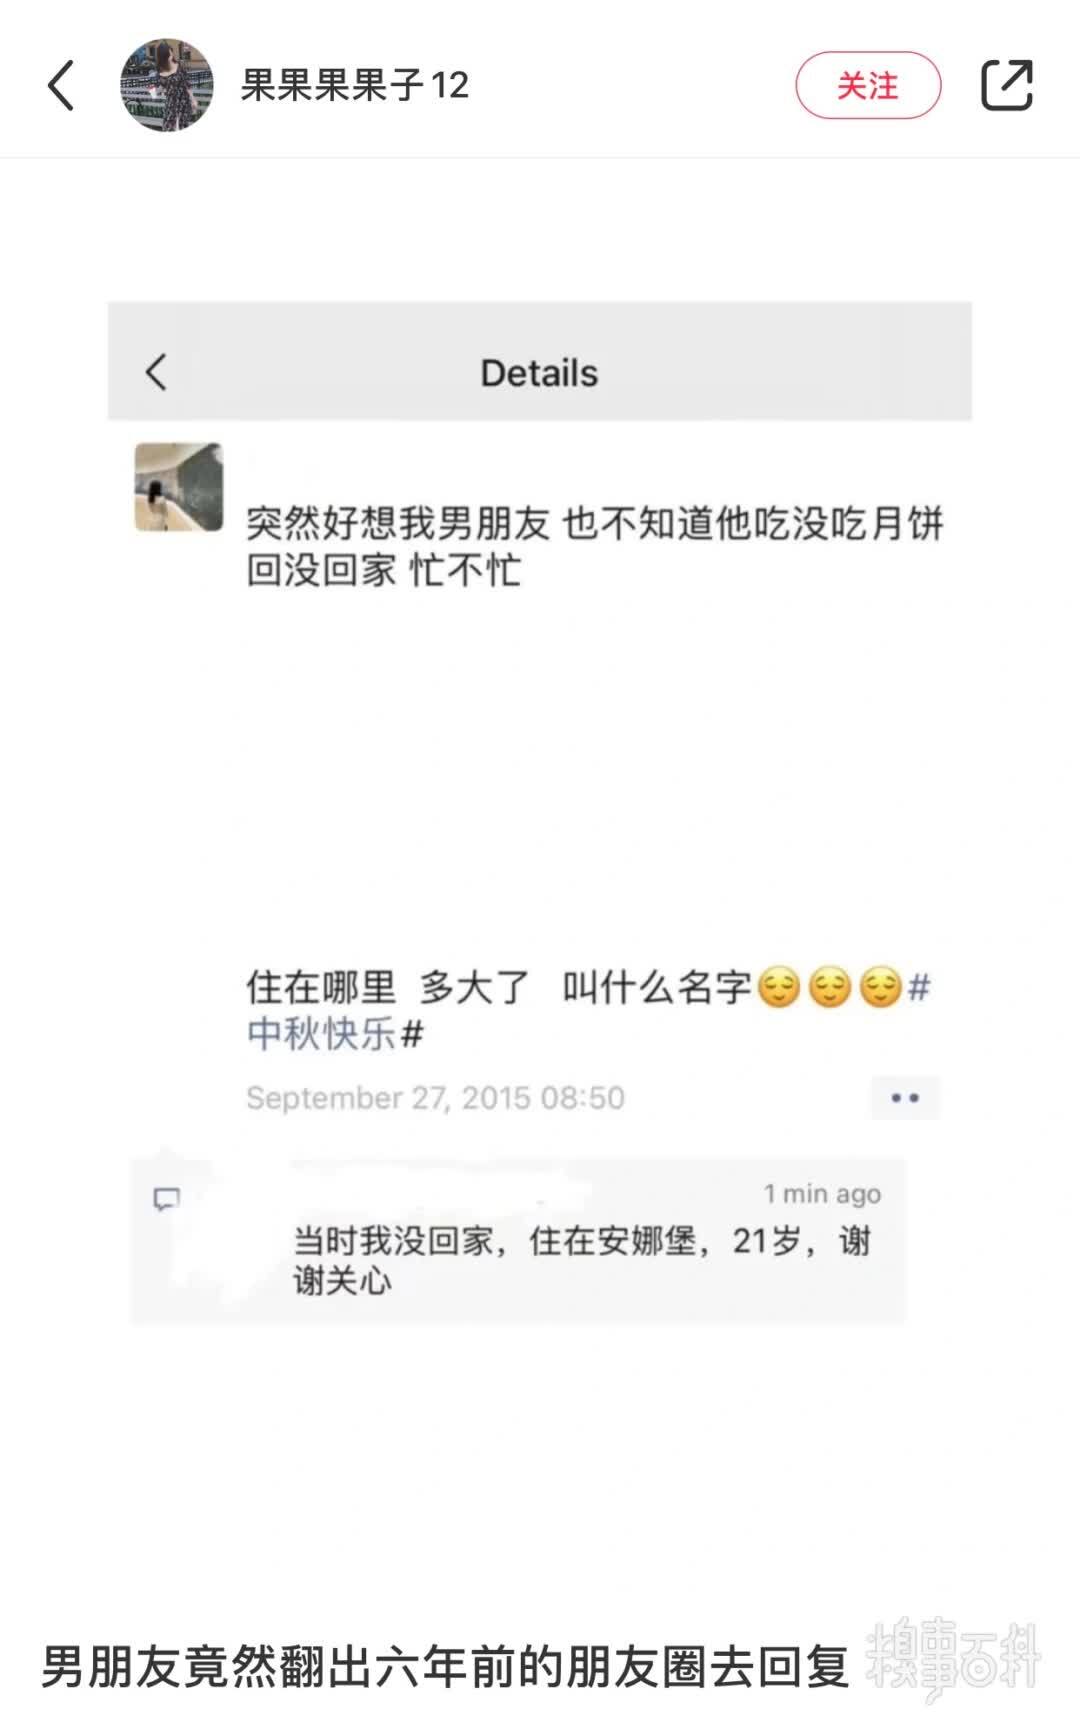 果果果果子12
关注
Details
突然好想我男朋友 也不知道他吃没吃月饼
回没回家 忙不忙
住在哪里 多大了 叫什么名字😌😌😌#
中秋快乐#
September 27, 2015 08:50
1 min ago
当时我没回家，住在安娜堡，21岁，谢
谢关心
男朋友竟然翻出六年前的朋友圈去回复
糗事百科